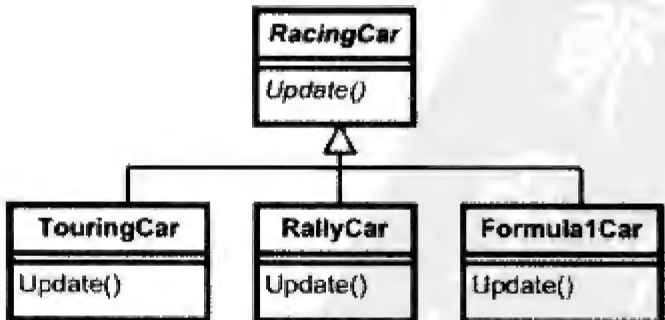 RacingCar
Update()
TouringCar
Update()
RallyCar
Update()
Formula1Car
Update()